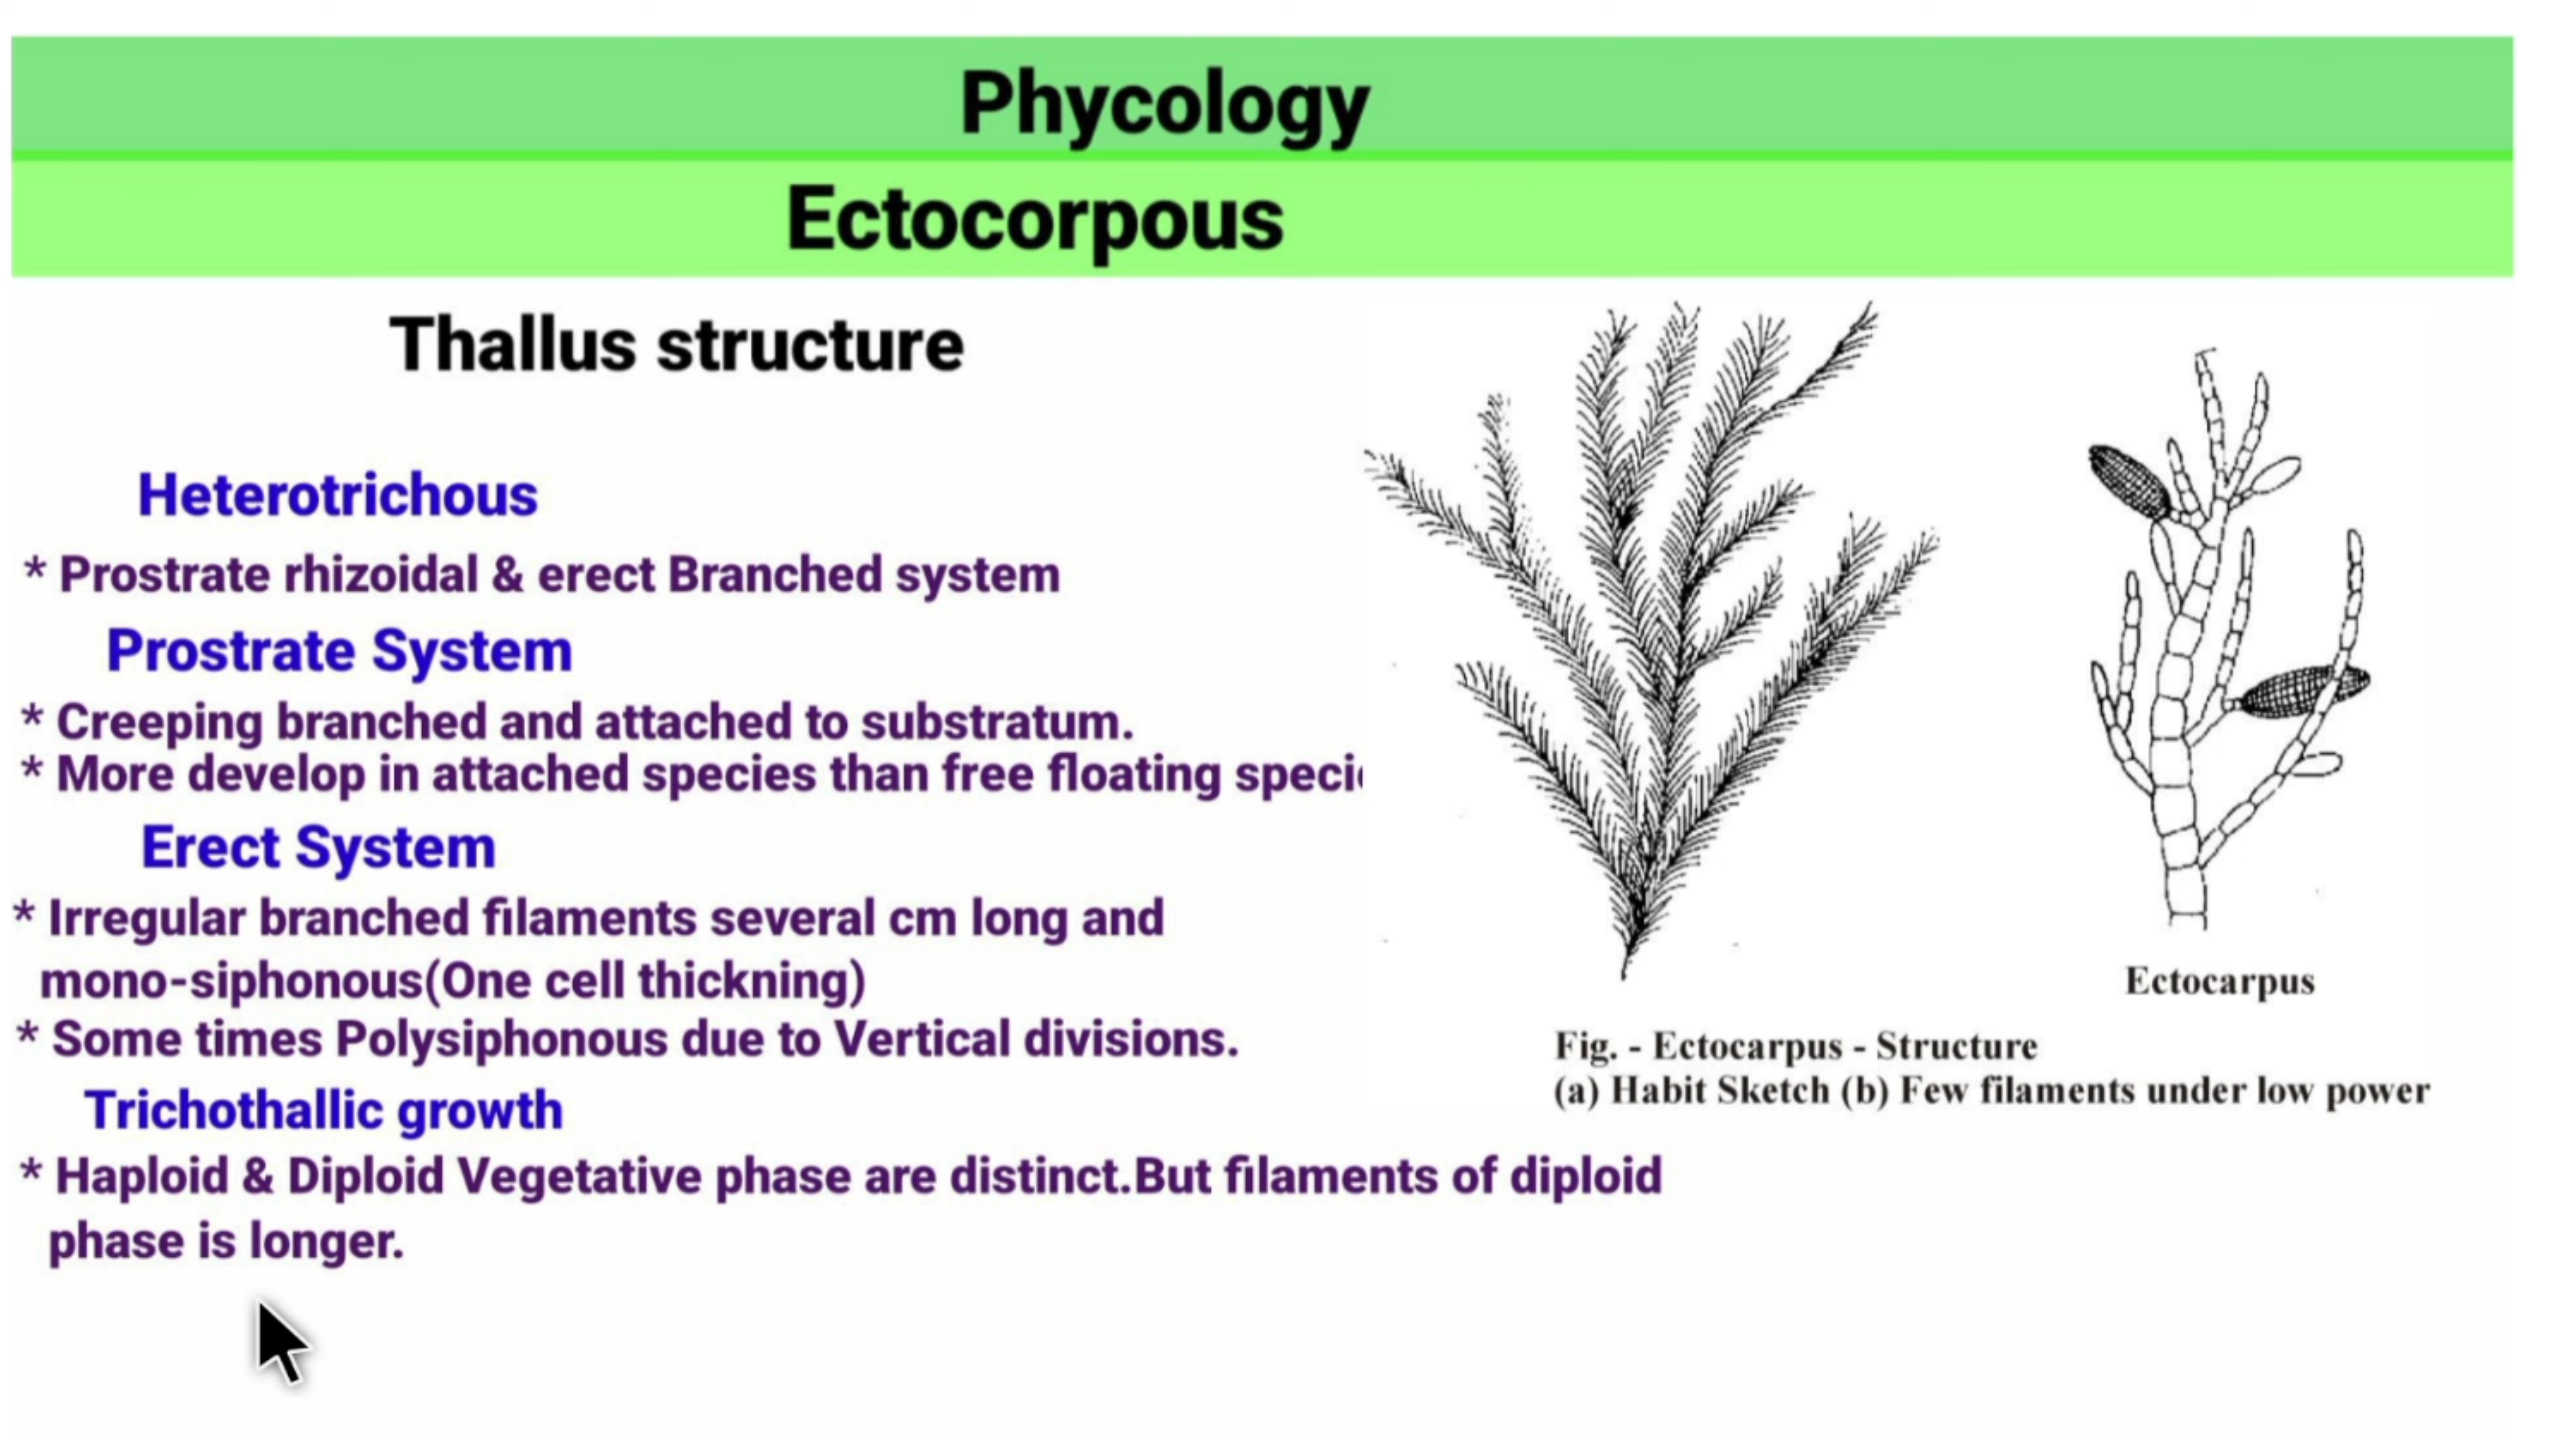 Phycology
Ectocorpous
Thallus structure
Heterotrichous
* Prostrate rhizoidal & erect Branched system
Prostrate System
* Creeping branched and attached to substratum.
* More develop in attached species than free floating
Erect System
* Irregular branched filaments several cm long and
mono-siphonous(One cell thickning)
* Some times Polysiphonous due to Vertical divisions.
Trichothallic growth
* Haploid & Diploid Vegetative phase are distinct.But filaments of diploid
phase is longer.
Ectocarpus
Fig. - Ectocarpus - Structure
(a) Habit Sketch (b) Few filaments under low power